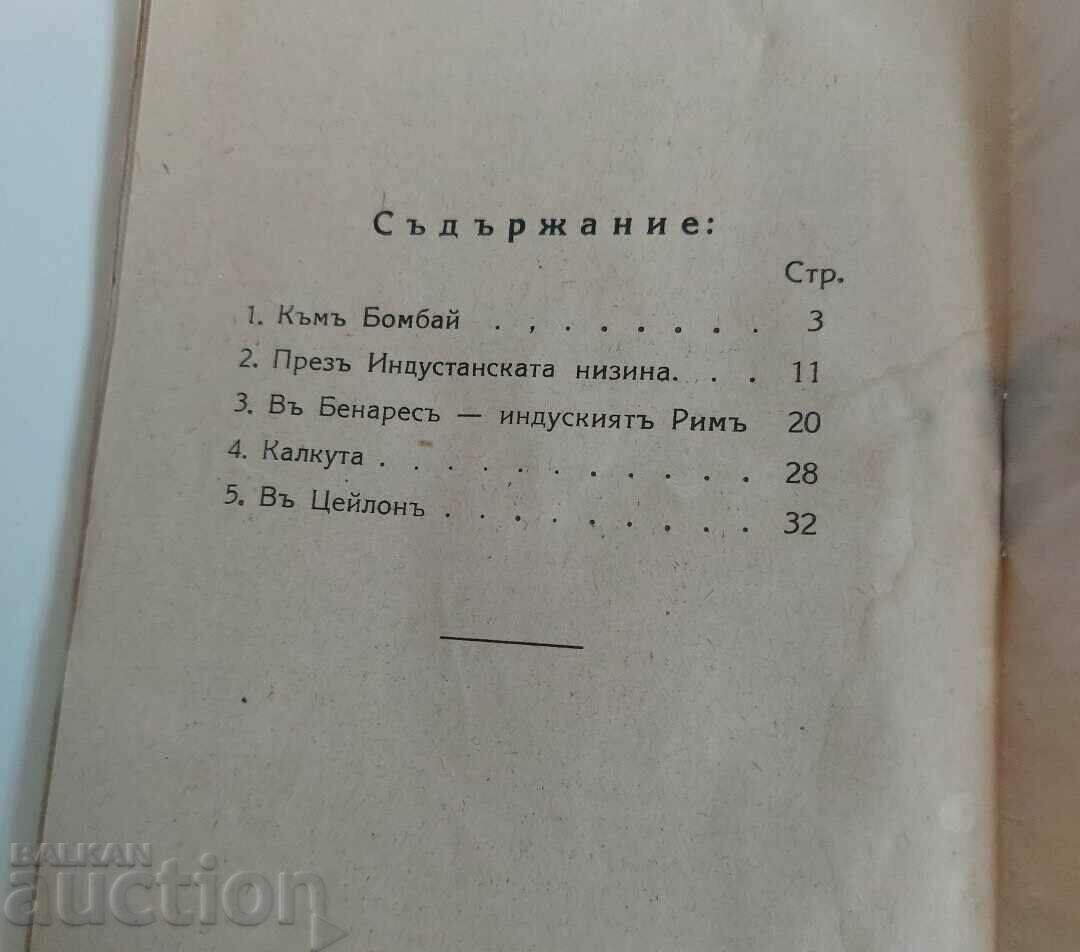 Съдържание:
Стр.
1. Къмъ Бомбай . , . . . . . . 3
2. Презъ Индустанската низина. . . 11
3. Въ Бенаресъ — индускиятъ Римъ 20
4. Калкута . . . . . . . . . . . 28
5. Въ Цейлонъ . . . . . . . . . 32
BALKAN
auction